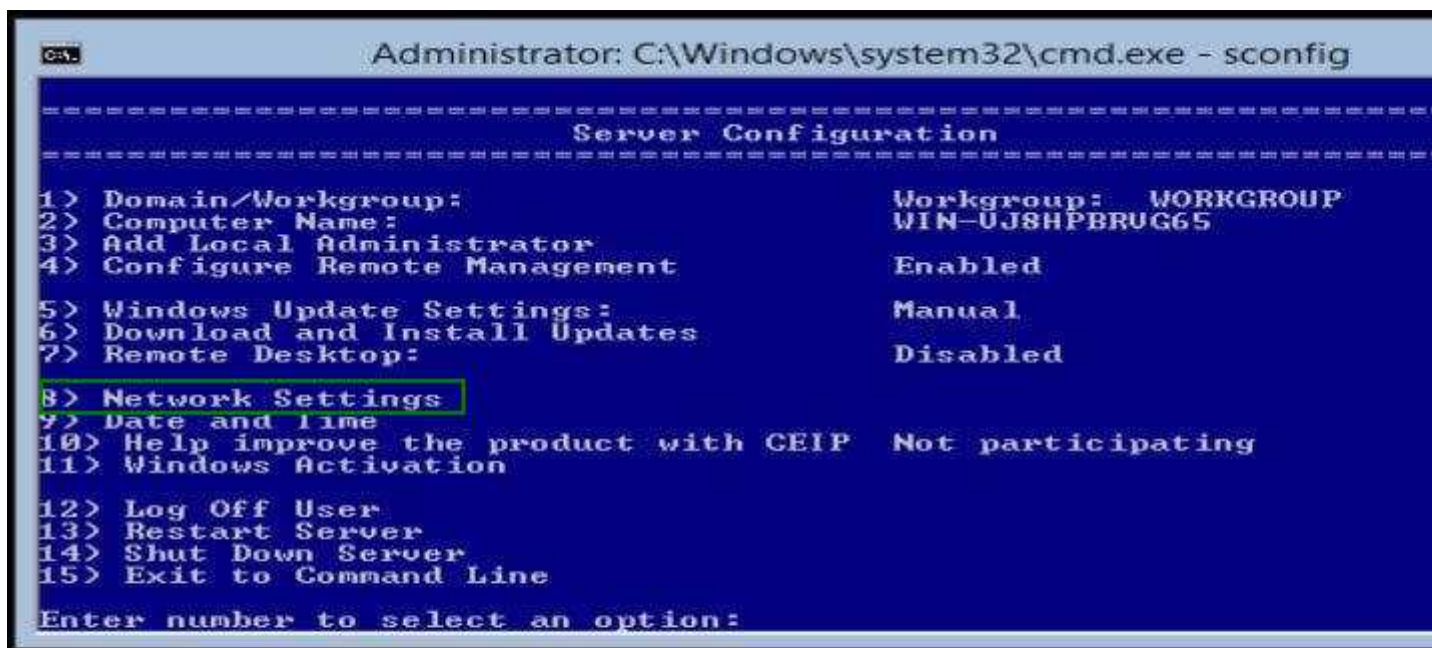 Administrator: C:\Windows\system32\cmd.exe - sconfig
===============================================================
Server Configuration
===============================================================
1) Domain/Workgroup: Workgroup: WORKGROUP
2) Computer Name: WIN-UJ8HPBRVG65
3) Add Local Administrator
4) Configure Remote Management Enabled
5) Windows Update Settings: Manual
6) Download and Install Updates
7) Remote Desktop: Disabled
8) Network Settings
9) Date and Time
10) Help improve the product with CEIP Not participating
11) Windows Activation
12) Log Off User
13) Restart Server
14) Shut Down Server
15) Exit to Command Line
Enter number to select an option: